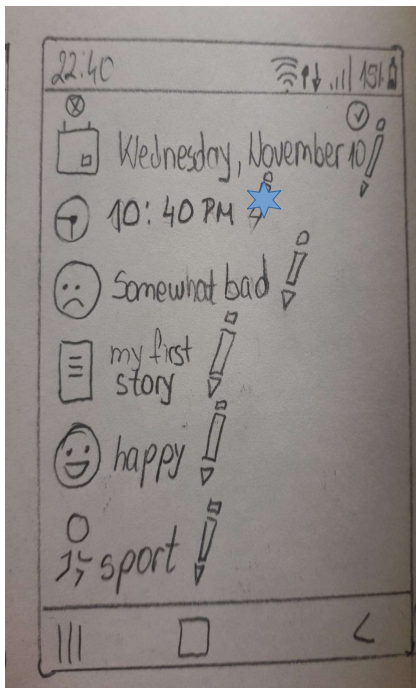 22:40 15%
Wednesday, November 10
10:40 PM
Somewhat bad
my first
story
happy
sport